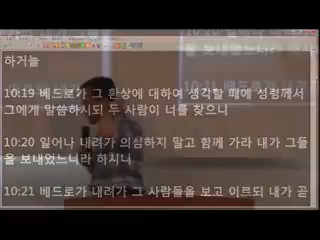 하거늘
10:19 베드로가 그 환상에 대하여 생각할 때에 성령께서
그에게 말씀하시되 두 사람이 너를 찾으니
10:20 일어나 내려가 의심하지 말고 함께 가라 내가 그들
을 보내었느니라 하시니
10:21 베드로가 내려가 그 사람들을 보고 이르되 내가 곧